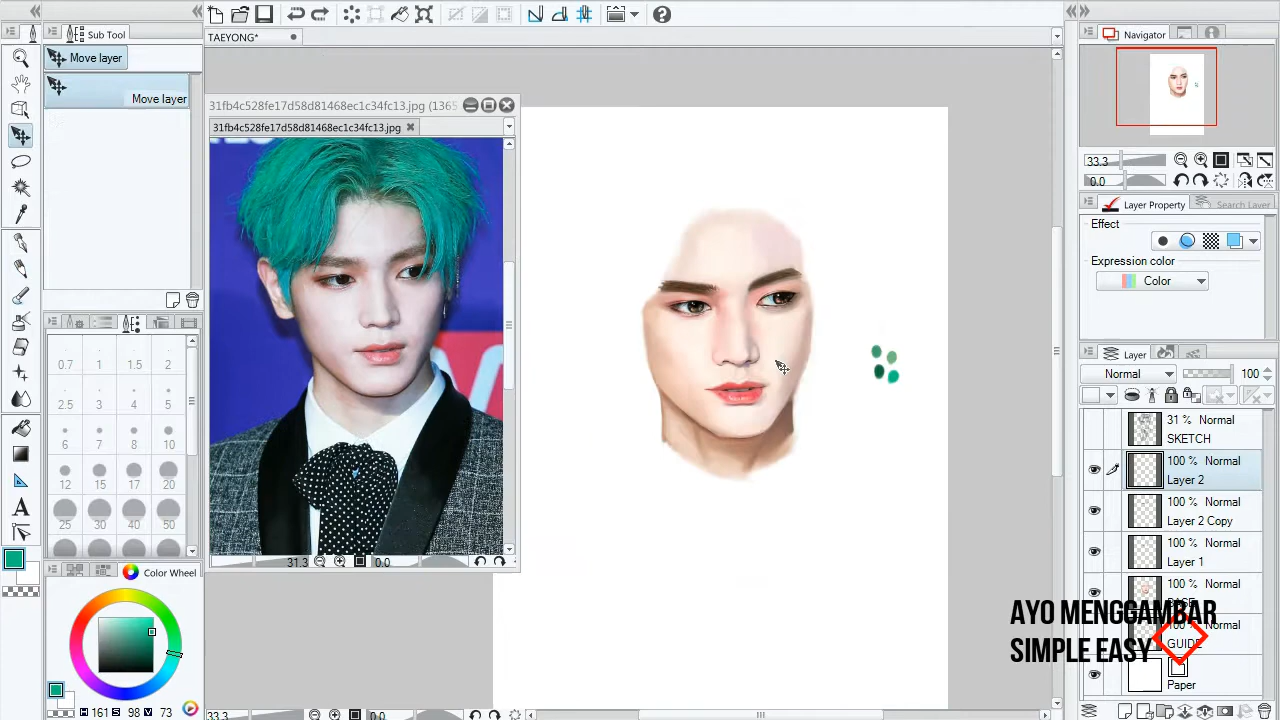 Sub Tool
Move layer
Move layer
TAEYONG*
31fb4c528fe17d58d81468ec1c34fc13.jpg (1365
31fb4c528fe17d58d81468ec1c34fc13.jpg
31.3
0.0
0.7
1
1.5
2
2.5
3
4
5
6
7
8
10
12
15
17
20
25
30
40
50
Color Wheel
H 161 S 98 V 73
33.3
0.0
Navigator
33.3
0.0
Layer Property
Search Layer
Effect
Expression color
Color
Layer
Normal
100
31 % Normal
SKETCH
100 % Normal
Layer 2
100 % Normal
Layer 2 Copy
100 % Normal
Layer 1
100 % Normal
BASE
100 % Normal
GUIDE
Paper
AYO MENGGAMBAR
SIMPLE EASY